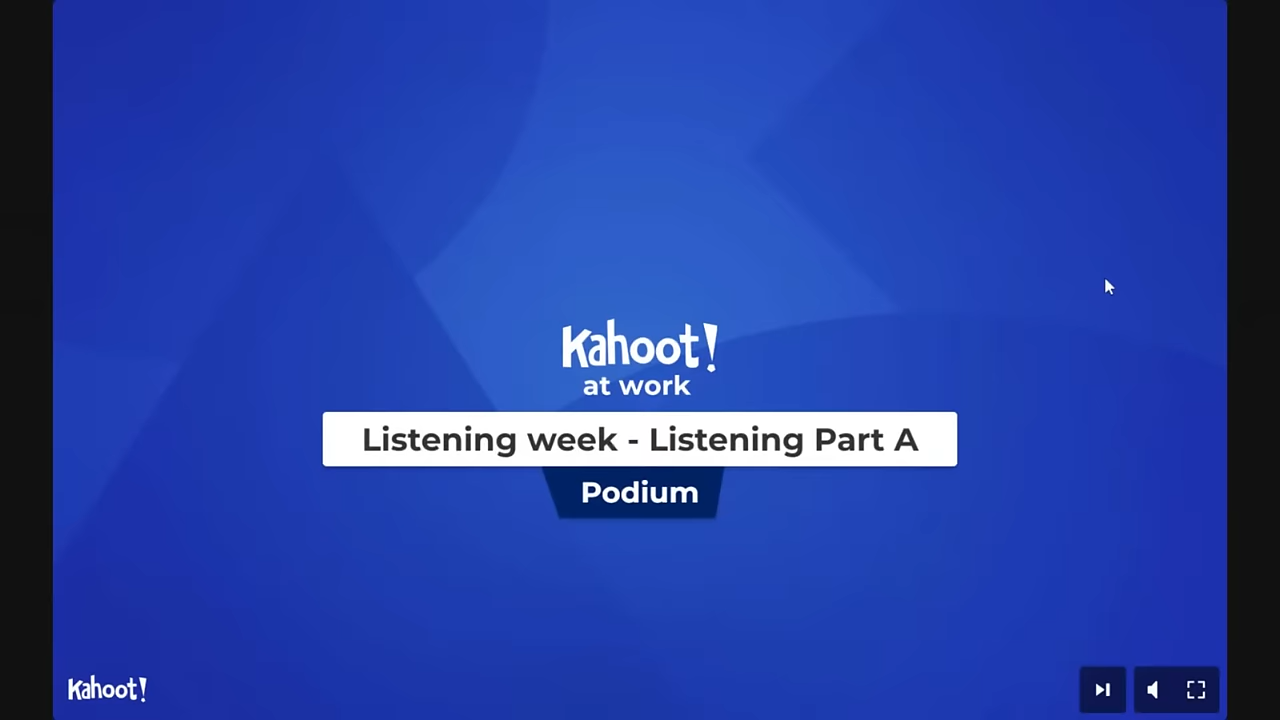 Kahoot!
at work
Listening week - Listening Part A
Podium
Kahoot!